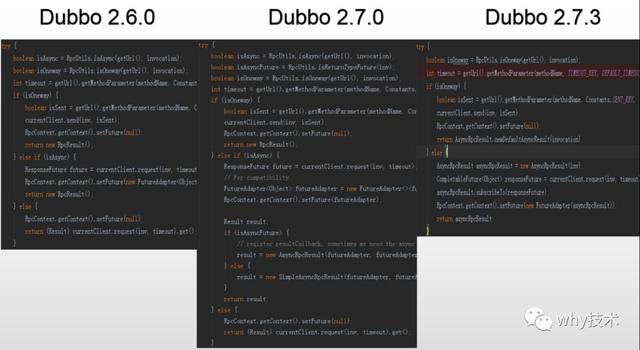 Dubbo 2.6.0
try {
boolean isAsync = RpcUtils.isAsync(getUrl(), invocation);
boolean isOneway = RpcUtils.isOneway(getUrl(), invocation);
int timeout = getUrl().getMethodParameter(methodName, Constants.
if (isOneway) {
boolean isSent = getUrl().getMethodParameter(methodName, C
currentClient.send(inv, isSent);
RpcContext.getContext().setFuture(null);
return new RpcResult();
} else if (isAsync) {
ResponseFuture future = currentClient.request(inv, timeout)
RpcContext.getContext().setFuture(new FutureAdapter<Object
return new RpcResult();
} else {
RpcContext.getContext().setFuture(null);
return (Result) currentClient.request(inv, timeout).get();
}
Dubbo 2.7.0
try {
boolean isAsync = RpcUtils.isAsync(getUrl(), invocation);
boolean isAsyncFuture = RpcUtils.isReturnTypeFuture(inv);
boolean isOneway = RpcUtils.isOneway(getUrl(), invocation);
int timeout = getUrl().getMethodParameter(methodName, Constants.
if (isOneway) {
boolean isSent = getUrl().getMethodParameter(methodName, Co
currentClient.send(inv, isSent);
RpcContext.getContext().setFuture(null);
return new RpcResult();
} else if (isAsync) {
ResponseFuture future = currentClient.request(inv, timeout)
// For compatibility
FutureAdapter<Object> futureAdapter = new FutureAdapter<>(fu
RpcContext.getContext().setFuture(futureAdapter);
Result result;
if (isAsyncFuture) {
// register resultCallback, sometimes we need the async
result = new AsyncRpcResult(futureAdapter, futureAdapte
} else {
result = new SimpleAsyncRpcResult(futureAdapter, future
}
return result;
} else {
RpcContext.getContext().setFuture(null);
return (Result) currentClient.request(inv, timeout).get();
}
Dubbo 2.7.3
try {
boolean isOneway = RpcUtils.isOneway(getUrl(), invocation);
int timeout = getUrl().getMethodParameter(methodName, TIMEOUT_KEY, DEFAULT_TIMEOUT
if (isOneway) {
boolean isSent = getUrl().getMethodParameter(methodName, Constants.SENT_KEY,
currentClient.send(inv, isSent);
RpcContext.getContext().setFuture(null);
return AsyncRpcResult.newDefaultAsyncResult(invocation)
} else {
AsyncRpcResult asyncRpcResult = new AsyncRpcResult(inv);
CompletableFuture<Object> responseFuture = currentClient.request(inv, timeou
asyncRpcResult.subscribeTo(responseFuture);
RpcContext.getContext().setFuture(new FutureAdapter(asyncRpcResult));
return asyncRpcResult;
}
why技术